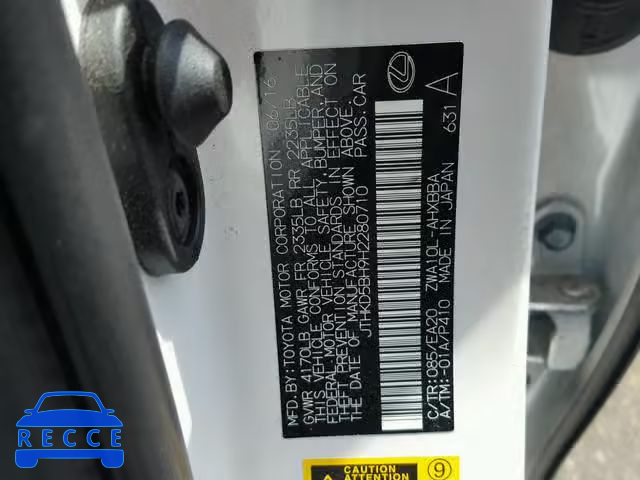 MFD.BY:TOYOTA MOTOR CORPORATION 06/16
GVWR 4170LB GAWR FR 2335LB RR 2235LB
THIS VEHICLE CONFORMS TO ALL APPLICABLE
FEDERAL MOTOR VEHICLE SAFETY, BUMPER, AND
THEFT PREVENTION STANDARDS IN EFFECT ON
THE DATE OF MANUFACTURE SHOWN ABOVE.
JTHKD5BH9H2280710 PASS.CAR
C/TR:085/EA20 ZWA10L-AHXBBA
A/TM:-01A/P410 MADE IN JAPAN 631 A
CAUTION
ATTENTION
9
RECCE